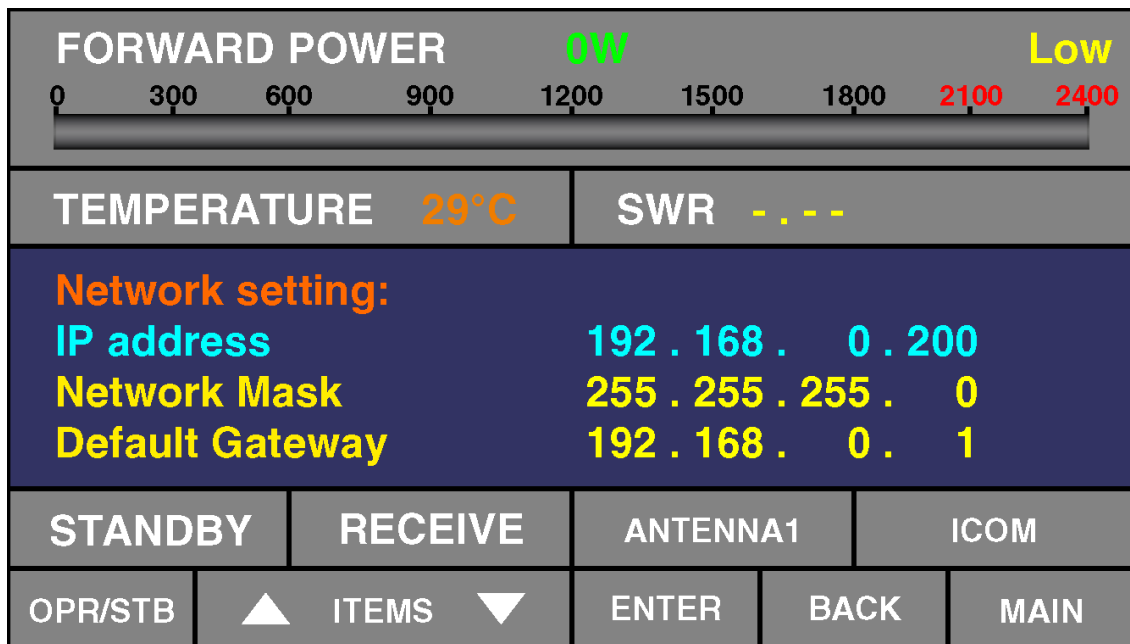 FORWARD POWER 0W Low
0 300 600 900 1200 1500 1800 2100 2400
TEMPERATURE 29°C SWR -.--
Network setting:
IP address 192 . 168 . 0 . 200
Network Mask 255 . 255 . 255 . 0
Default Gateway 192 . 168 . 0 . 1
STANDBY RECEIVE ANTENNA1 ICOM
OPR/STB ▲ ITEMS ▼ ENTER BACK MAIN